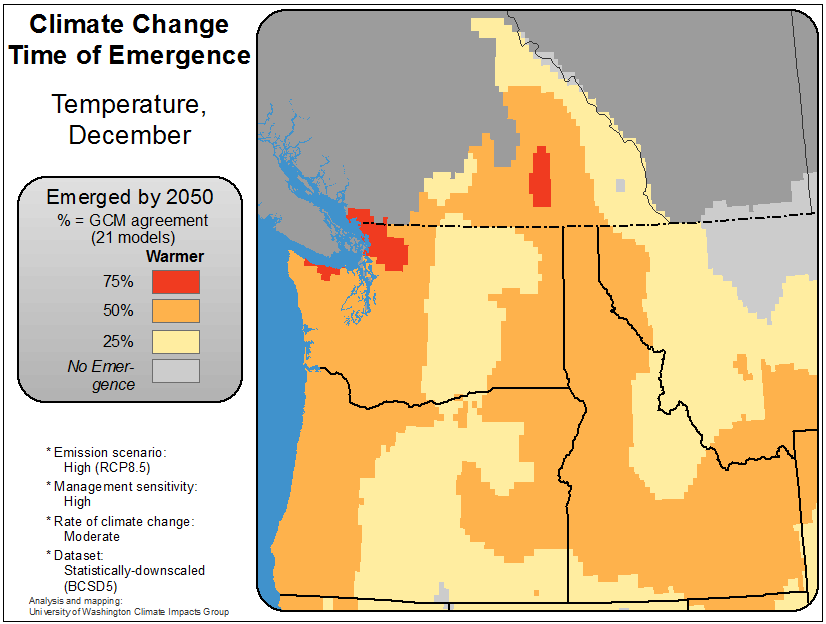 Climate Change
Time of Emergence
Temperature,
December
Emerged by 2050
% = GCM agreement
(21 models)
Warmer
75%
50%
25%
No Emer-
gence
* Emission scenario:
High (RCP8.5)
* Management sensitivity:
High
* Rate of climate change:
Moderate
* Dataset:
Statistically-downscaled
(BCSD5)
Analysis and mapping:
University of Washington Climate Impacts Group